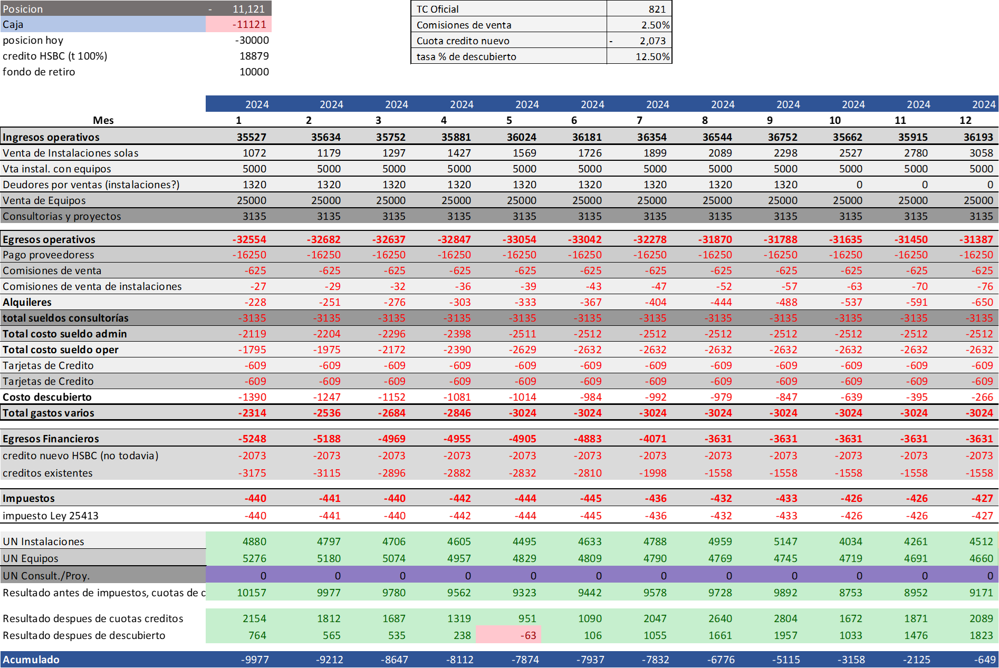 Posicion - 11,121
Caja -11121
posicion hoy -30000
credito HSBC (t 100%) 18879
fondo de retiro 10000
TC Oficial 821
Comisiones de venta 2.50%
Cuota credito nuevo - 2,073
tasa % de descubierto 12.50%
2024 2024 2024 2024 2024 2024 2024 2024 2024 2024 2024 2024
Mes 1 2 3 4 5 6 7 8 9 10 11 12
Ingresos operativos 35527 35634 35752 35881 36024 36181 36354 36544 36752 35662 35915 36193
Venta de Instalaciones solas 1072 1179 1297 1427 1569 1726 1899 2089 2298 2527 2780 3058
Vta instal. con equipos 5000 5000 5000 5000 5000 5000 5000 5000 5000 5000 5000 5000
Deudores por ventas (instalaciones?) 1320 1320 1320 1320 1320 1320 1320 1320 1320 0 0 0
Venta de Equipos 25000 25000 25000 25000 25000 25000 25000 25000 25000 25000 25000 25000
Consultorias y proyectos 3135 3135 3135 3135 3135 3135 3135 3135 3135 3135 3135 3135
Egresos operativos -32554 -32682 -32637 -32847 -33054 -33042 -32278 -31870 -31788 -31635 -31450 -31387
Pago proveedoress -16250 -16250 -16250 -16250 -16250 -16250 -16250 -16250 -16250 -16250 -16250 -16250
Comisiones de venta -625 -625 -625 -625 -625 -625 -625 -625 -625 -625 -625 -625
Comisiones de venta de instalaciones -27 -29 -32 -36 -39 -43 -47 -52 -57 -63 -70 -76
Alquileres -228 -251 -276 -303 -333 -367 -404 -444 -488 -537 -591 -650
total sueldos consultorías -3135 -3135 -3135 -3135 -3135 -3135 -3135 -3135 -3135 -3135 -3135 -3135
Total costo sueldo admin -2119 -2204 -2296 -2398 -2511 -2512 -2512 -2512 -2512 -2512 -2512 -2512
Total costo sueldo oper -1795 -1975 -2172 -2390 -2629 -2632 -2632 -2632 -2632 -2632 -2632 -2632
Tarjetas de Credito -609 -609 -609 -609 -609 -609 -609 -609 -609 -609 -609 -609
Tarjetas de Credito -609 -609 -609 -609 -609 -609 -609 -609 -609 -609 -609 -609
Costo descubierto -1390 -1247 -1152 -1081 -1014 -984 -992 -979 -847 -639 -395 -266
Total gastos varios -2314 -2536 -2684 -2846 -3024 -3024 -3024 -3024 -3024 -3024 -3024 -3024
Egresos Financieros -5248 -5188 -4969 -4955 -4905 -4883 -4071 -3631 -3631 -3631 -3631 -3631
credito nuevo HSBC (no todavia) -2073 -2073 -2073 -2073 -2073 -2073 -2073 -2073 -2073 -2073 -2073 -2073
creditos existentes -3175 -3115 -2896 -2882 -2832 -2810 -1998 -1558 -1558 -1558 -1558 -1558
Impuestos -440 -441 -440 -442 -444 -445 -436 -432 -433 -426 -426 -427
impuesto Ley 25413 -440 -441 -440 -442 -444 -445 -436 -432 -433 -426 -426 -427
UN Instalaciones 4880 4797 4706 4605 4495 4633 4788 4959 5147 4034 4261 4512
UN Equipos 5276 5180 5074 4957 4829 4809 4790 4769 4745 4719 4691 4660
UN Consult./Proy. 0 0 0 0 0 0 0 0 0 0 0 0
Resultado antes de impuestos, cuotas de c 10157 9977 9780 9562 9323 9442 9578 9728 9892 8753 8952 9171
Resultado despues de cuotas creditos 2154 1812 1687 1319 951 1090 2047 2640 2804 1672 1871 2089
Resultado despues de descubierto 764 565 535 238 -63 106 1055 1661 1957 1033 1476 1823
Acumulado -9977 -9212 -8647 -8112 -7874 -7937 -7832 -6776 -5115 -3158 -2125 -649